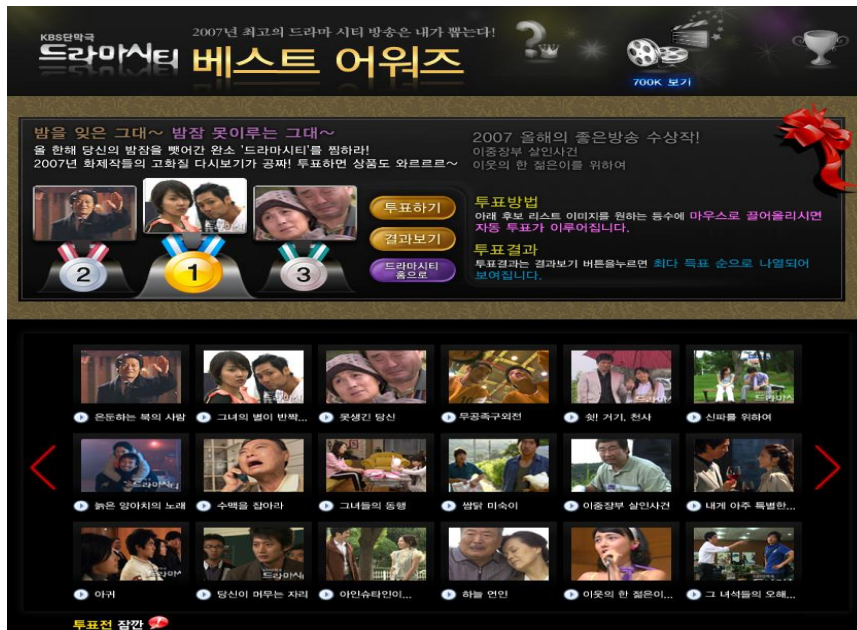 KBS단막극
드라마시티
2007년 최고의 드라마 시티 방송은 내가 뽑는다!
베스트 어워즈
700K 보기
밤을 잊은 그대~ 밤잠 못이루는 그대~
올 한해 당신의 밤잠을 뺏어간 완소 '드라마시티'를 찜하라!
2007년 화제작들의 고화질 다시보기가 공짜! 투표하면 상품도 와르르르~
2007 올해의 좋은방송 수상작!
이중장부 살인사건
이웃의 한 젊은이를 위하여
2
1
3
투표하기
결과보기
드라마시티
홈으로
투표방법
아래 후보 리스트 이미지를 원하는 등수에 마우스로 끌어올리시면
자동 투표가 이루어집니다.
투표결과
투표결과는 결과보기 버튼을누르면 최다 득표 순으로 나열되어
보여집니다.
은둔하는 북의 사람
그녀의 별이 반짝...
못생긴 당신
무공족구외전
쉿! 거기, 천사
신파를 위하여
늙은 양아치의 노래
수맥을 잡아라
그녀들의 동행
쌈닭 미숙이
이중장부 살인사건
내게 아주 특별한...
아귀
당신이 머무는 자리
아인슈타인이...
하늘 연인
이웃의 한 젊은이...
그 녀석들의 오해...
투표전 잠깐